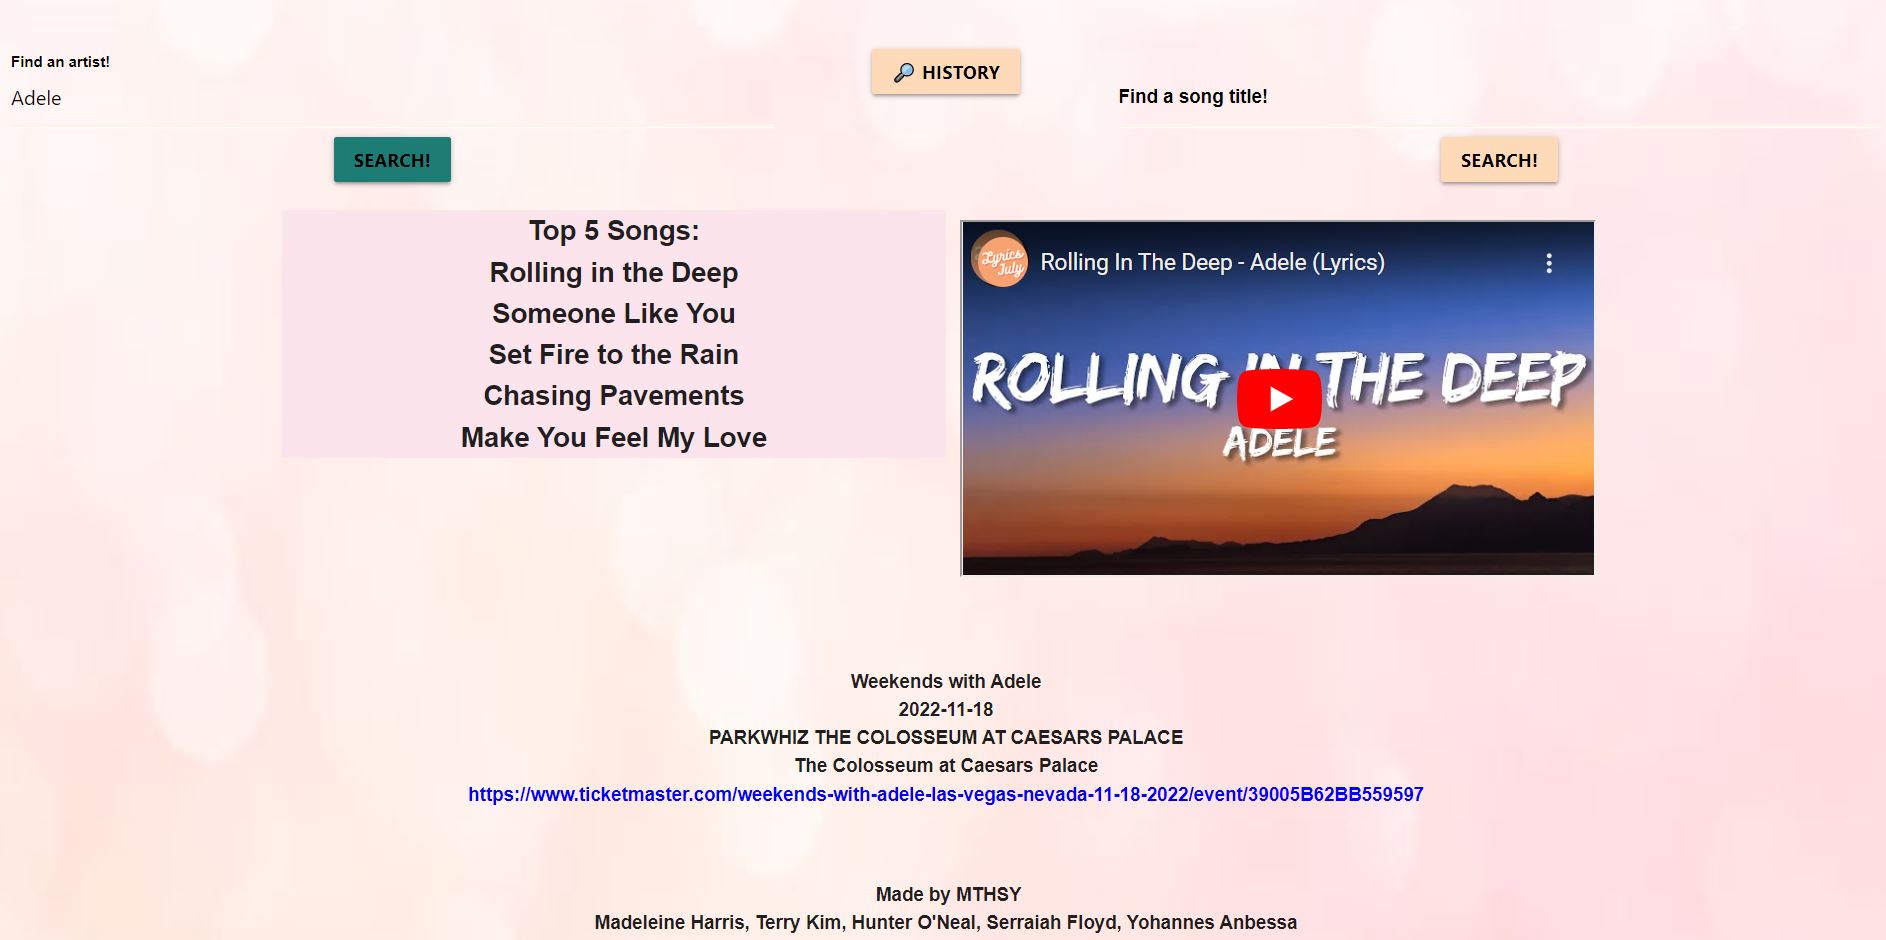 Find an artist!
Adele
🔎 HISTORY
Find a song title!
SEARCH!
SEARCH!
Top 5 Songs:
Rolling in the Deep
Someone Like You
Set Fire to the Rain
Chasing Pavements
Make You Feel My Love
Lyrics
July
Rolling In The Deep - Adele (Lyrics)
ROLLING IN THE DEEP
ADELE
Weekends with Adele
2022-11-18
PARKWHIZ THE COLOSSEUM AT CAESARS PALACE
The Colosseum at Caesars Palace
https://www.ticketmaster.com/weekends-with-adele-las-vegas-nevada-11-18-2022/event/39005B62BB559597
Made by MTHSY
Madeleine Harris, Terry Kim, Hunter O'Neal, Serraiah Floyd, Yohannes Anbessa